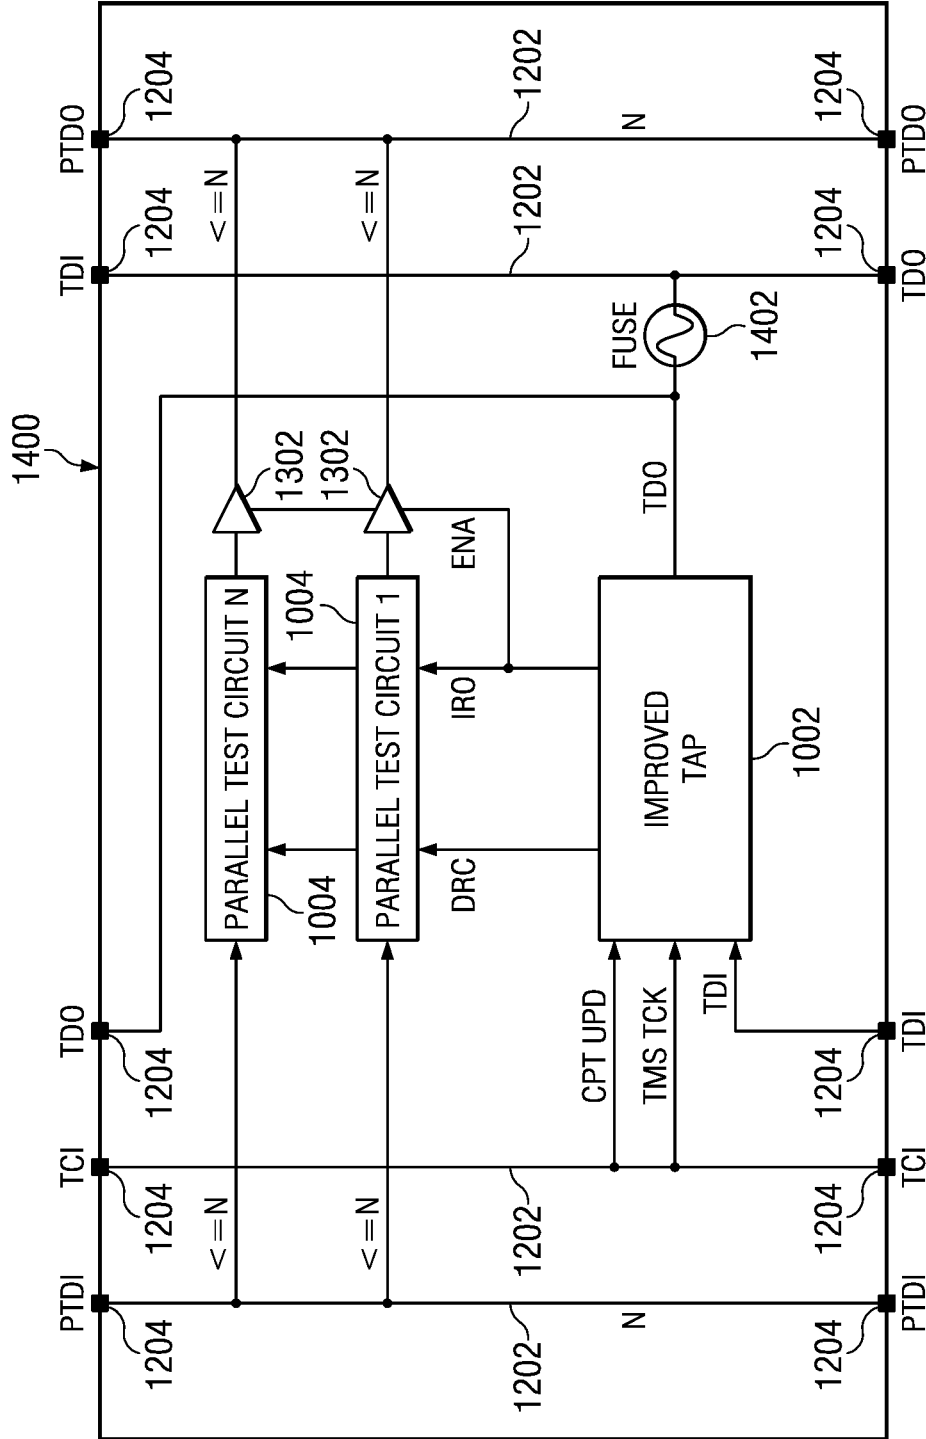 1400
PTDI
TCI
TDO
TDI
PTDO
1204
1204
1204
1204
1204
<=N
PARALLEL TEST CIRCUIT N
1004
1302
<=N
<=N
PARALLEL TEST CIRCUIT 1
1004
1302
<=N
DRC
IRO
ENA
1202
1202
1202
1202
CPT UPD
TMS TCK
TDI
IMPROVED
TAP
1002
TDO
FUSE
1402
N
N
1204
1204
1204
1204
1204
PTDI
TCI
TDI
TDO
PTDO